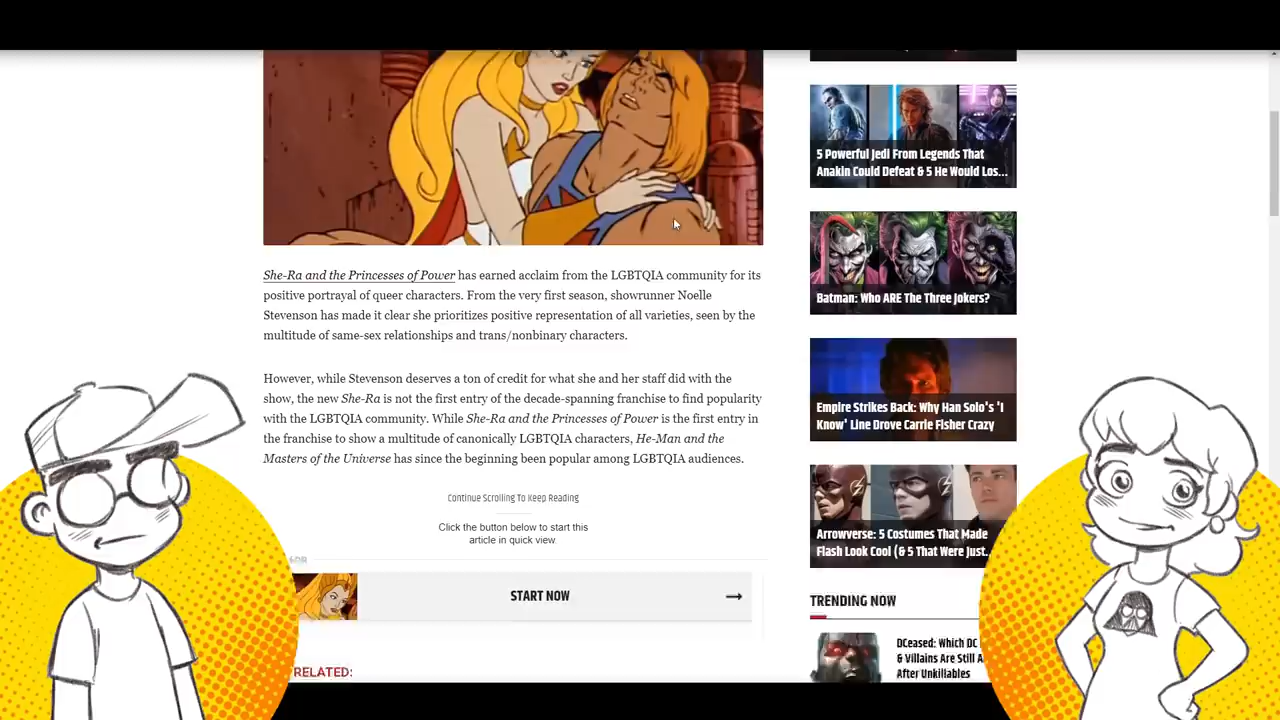 She-Ra and the Princesses of Power has earned acclaim from the LGBTQIA community for its
positive portrayal of queer characters. From the very first season, showrunner Noelle
Stevenson has made it clear she prioritizes positive representation of all varieties, seen by the
multitude of same-sex relationships and trans/nonbinary characters.
However, while Stevenson deserves a ton of credit for what she and her staff did with the
show, the new She-Ra is not the first entry of the decade-spanning franchise to find popularity
with the LGBTQIA community. While She-Ra and the Princesses of Power is the first entry in
the franchise to show a multitude of canonically LGBTQIA characters, He-Man and the
Masters of the Universe has since the beginning been popular among LGBTQIA audiences.
Continue Scrolling To Keep Reading
Click the button below to start this
article in quick view.
START NOW
RELATED:
5 Powerful Jedi From Legends That
Anakin Could Defeat & 5 He Would Los...
Batman: Who ARE The Three Jokers?
Empire Strikes Back: Why Han Solo's 'I
Know' Line Drove Carrie Fisher Crazy
Arrowverse: 5 Costumes That Made
Flash Look Cool (& 5 That Were Just...
TRENDING NOW
DCeased: Which DC
& Villains Are Still A
After Unkillables